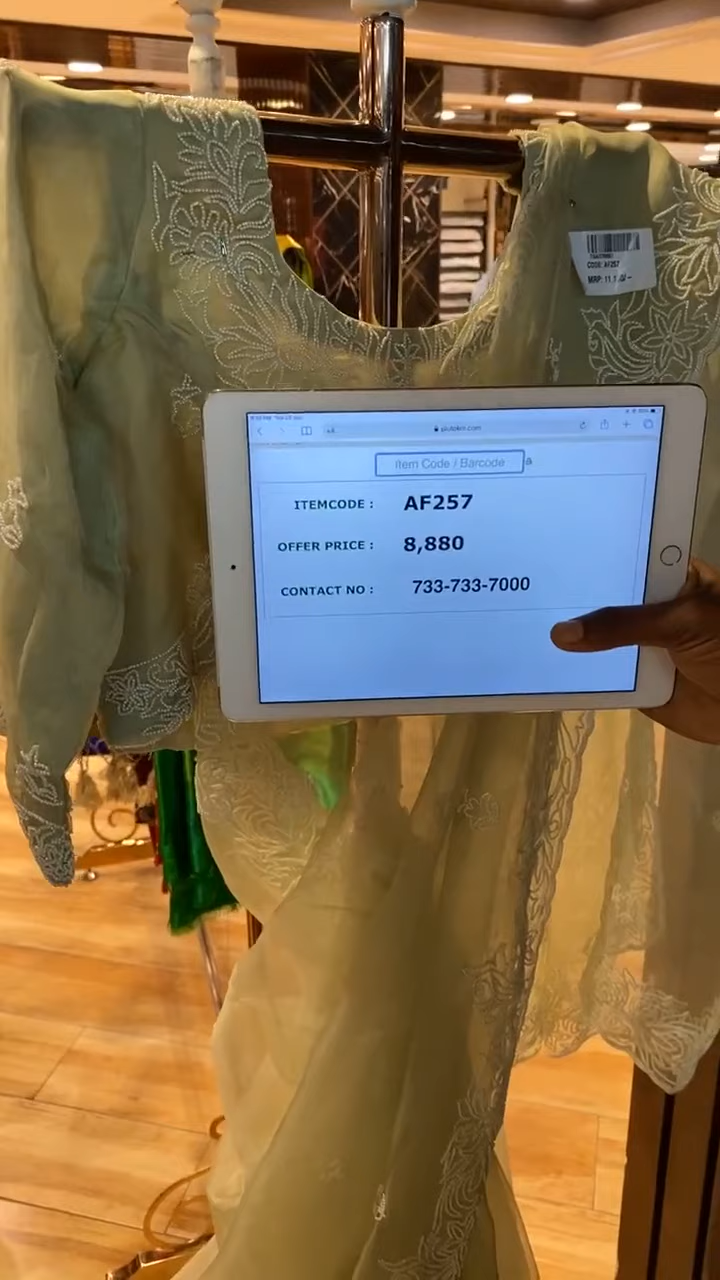 CODE: AF257
Item Code / Barcode
ITEMCODE : AF257
OFFER PRICE : 8,880
CONTACT NO : 733-733-7000